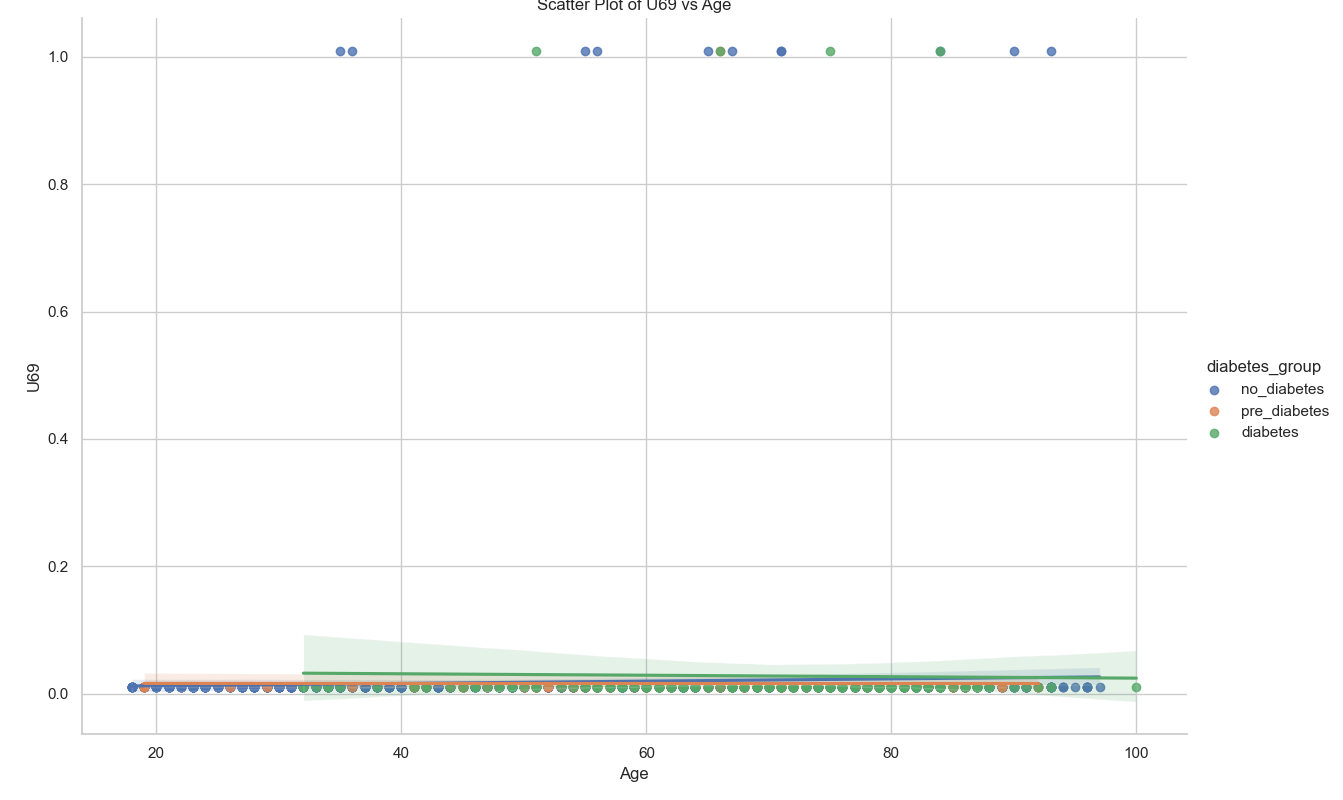 Scatter Plot of U69 vs Age
1.0
0.8
0.6
0.4
0.2
0.0
U69
20 40 60 80 100
Age
diabetes_group
no_diabetes
pre_diabetes
diabetes